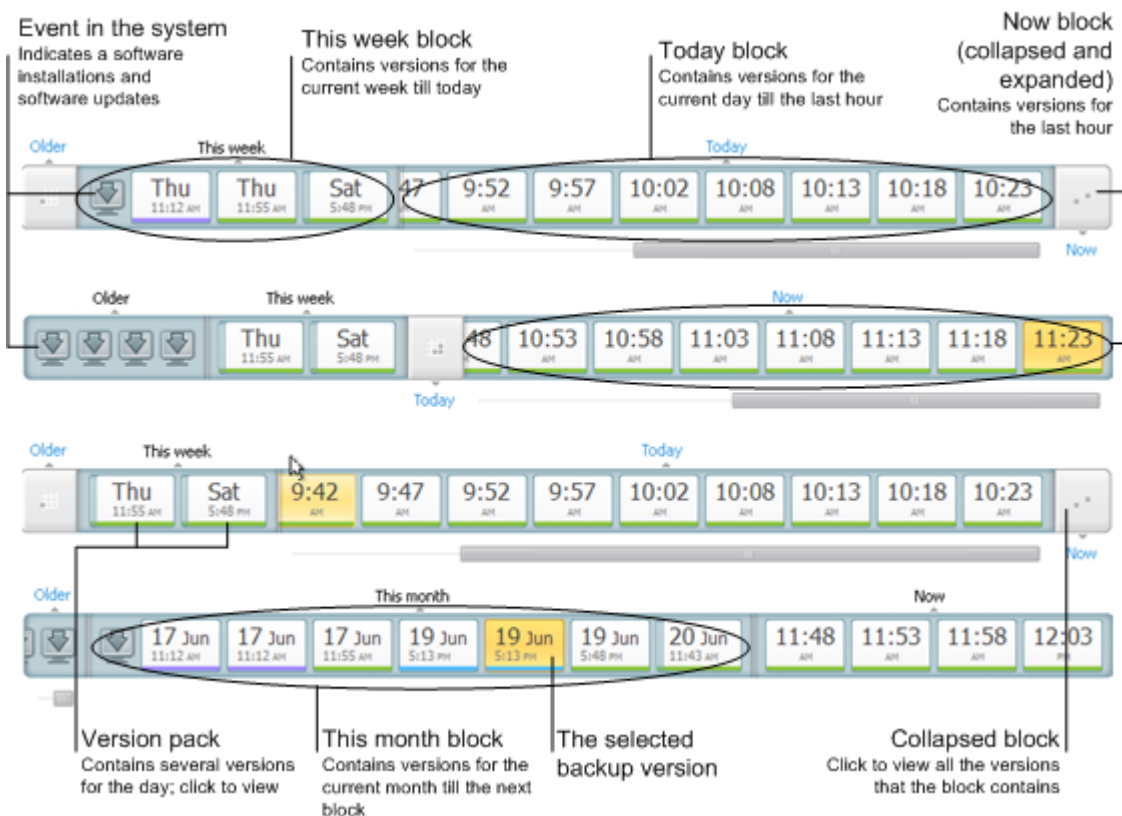 Event in the system
Indicates a software
installations and
software updates
This week block
Contains versions for the
current week till today
Today block
Contains versions for the
current day till the last hour
Now block
(collapsed and
expanded)
Contains versions for
the last hour
Older This week Today
Thu Thu Sat 47 9:52 9:57 10:02 10:08 10:13 10:18 10:23
11:12 AM 11:55 AM 5:48 PM AM AM AM AM AM AM AM
Now
Older This week Now
Thu Sat 48 10:53 10:58 11:03 11:08 11:13 11:18 11:23
11:55 AM 5:48 PM AM AM AM AM AM AM AM
Today
Older This week Today
Thu Sat 9:42 9:47 9:52 9:57 10:02 10:08 10:13 10:18 10:23
11:55 AM 5:48 PM AM AM AM AM AM AM AM AM AM
Now
Older This month Now
17 Jun 17 Jun 17 Jun 19 Jun 19 Jun 19 Jun 20 Jun 11:48 11:53 11:58 12:03
11:12 AM 11:12 AM 11:55 AM 5:13 PM 5:13 PM 5:48 PM 11:43 AM AM AM AM PM
Version pack
Contains several versions
for the day; click to view
This month block
Contains versions for the
current month till the next
block
The selected
backup version
Collapsed block
Click to view all the versions
that the block contains